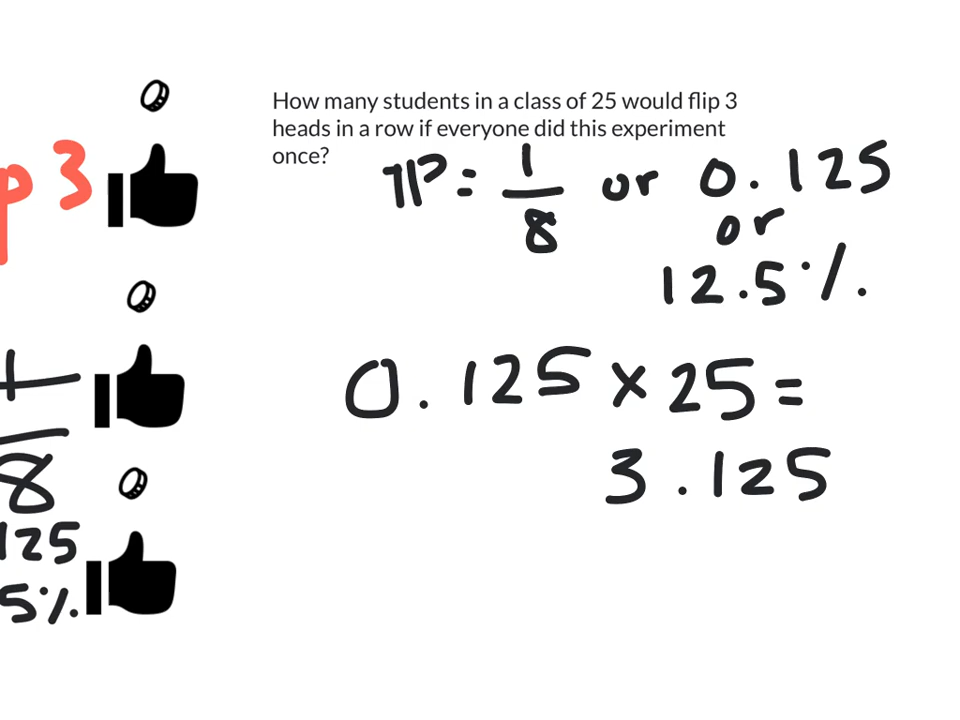 How many students in a class of 25 would flip 3
heads in a row if everyone did this experiment
once?
P = 1/8 or 0.125
or
12.5%.
0.125 x 25 =
3.125
p 3
1
8
125
5%.